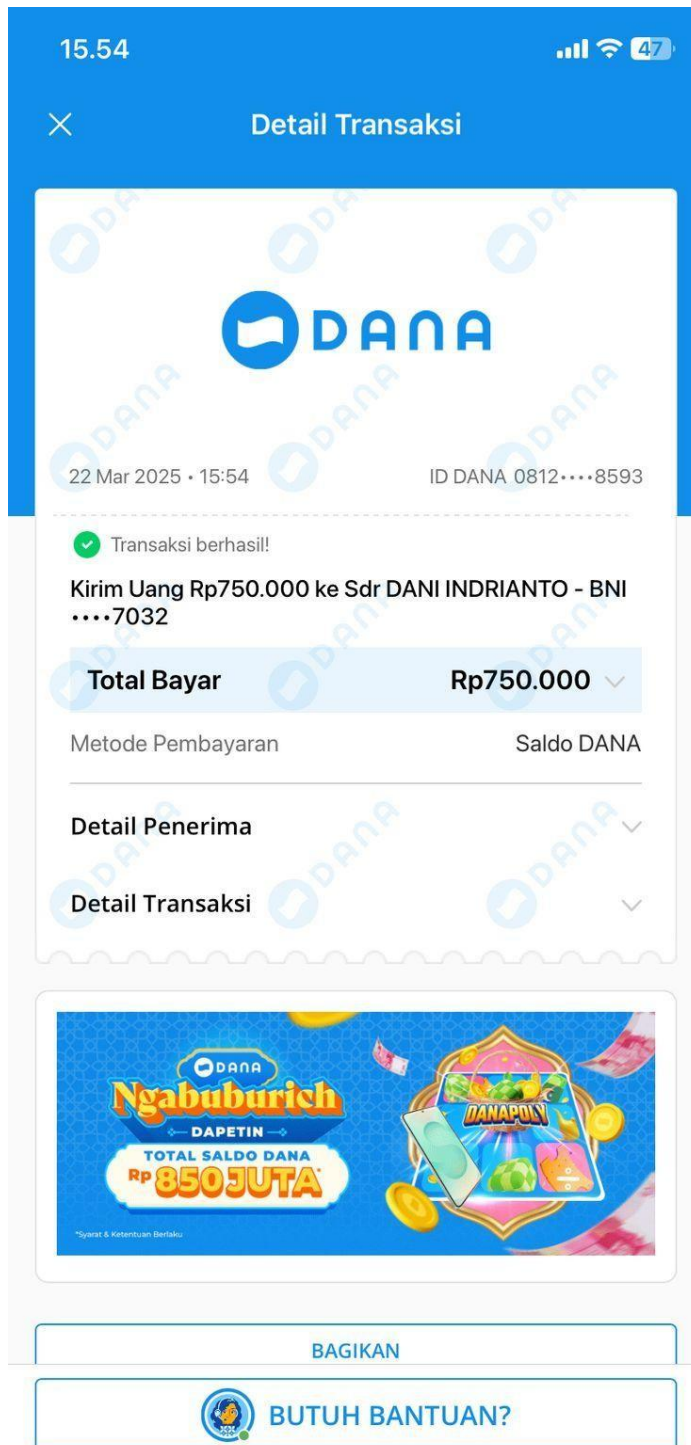 15.54
47
Detail Transaksi
DANA
22 Mar 2025 • 15:54
ID DANA 0812••••8593
Transaksi berhasil!
Kirim Uang Rp750.000 ke Sdr DANI INDRIANTO - BNI
••••7032
Total Bayar Rp750.000
Metode Pembayaran Saldo DANA
Detail Penerima
Detail Transaksi
DANA
Ngabuburich
DAPETIN
TOTAL SALDO DANA
Rp 850 JUTA*
*Syarat & Ketentuan Berlaku
DANAPOLY
BAGIKAN
BUTUH BANTUAN?